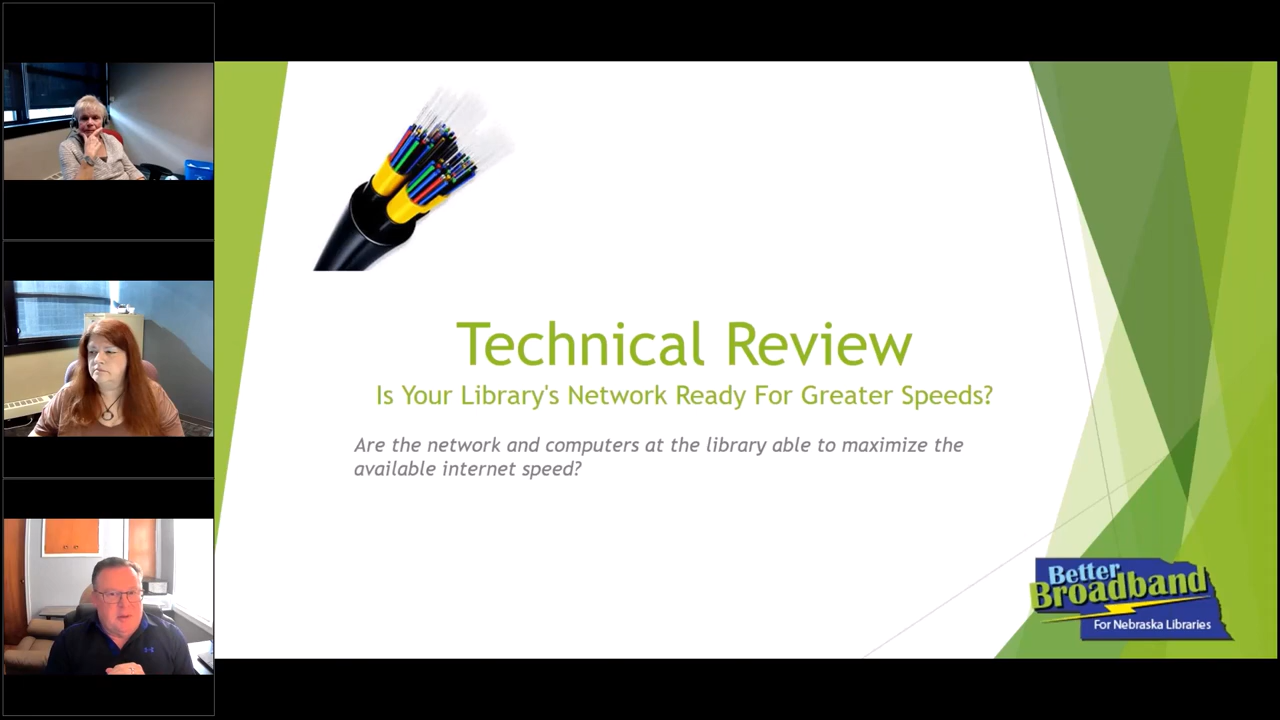 Technical Review
Is Your Library's Network Ready For Greater Speeds?
Are the network and computers at the library able to maximize the
available internet speed?
Better
Broadband
For Nebraska Libraries